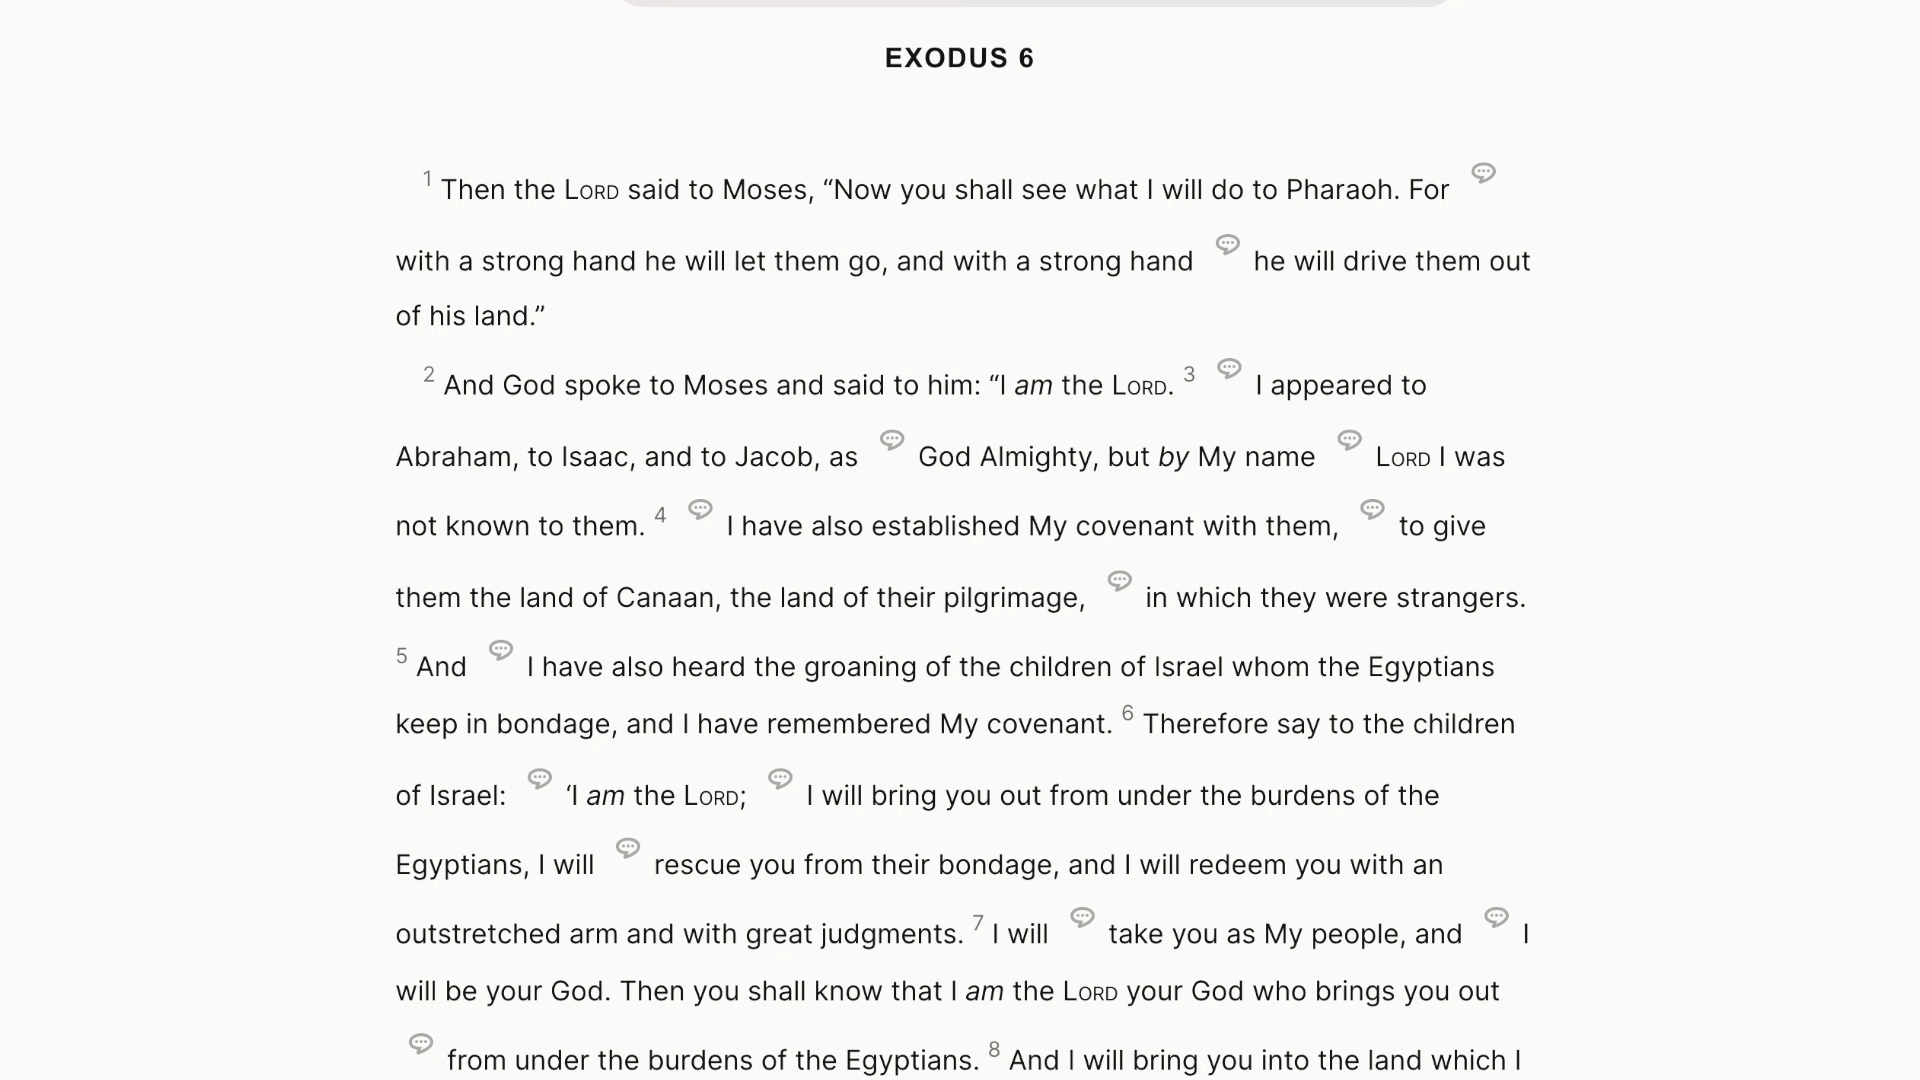 EXODUS 6
1 Then the LORD said to Moses, “Now you shall see what I will do to Pharaoh. For
with a strong hand he will let them go, and with a strong hand he will drive them out
of his land.”
2 And God spoke to Moses and said to him: “I am the LORD. 3 I appeared to
Abraham, to Isaac, and to Jacob, as God Almighty, but by My name LORD I was
not known to them. 4 I have also established My covenant with them, to give
them the land of Canaan, the land of their pilgrimage, in which they were strangers.
5 And I have also heard the groaning of the children of Israel whom the Egyptians
keep in bondage, and I have remembered My covenant. 6 Therefore say to the children
of Israel: ‘I am the LORD; I will bring you out from under the burdens of the
Egyptians, I will rescue you from their bondage, and I will redeem you with an
outstretched arm and with great judgments. 7 I will take you as My people, and I
will be your God. Then you shall know that I am the LORD your God who brings you out
from under the burdens of the Egyptians. 8 And I will bring you into the land which I